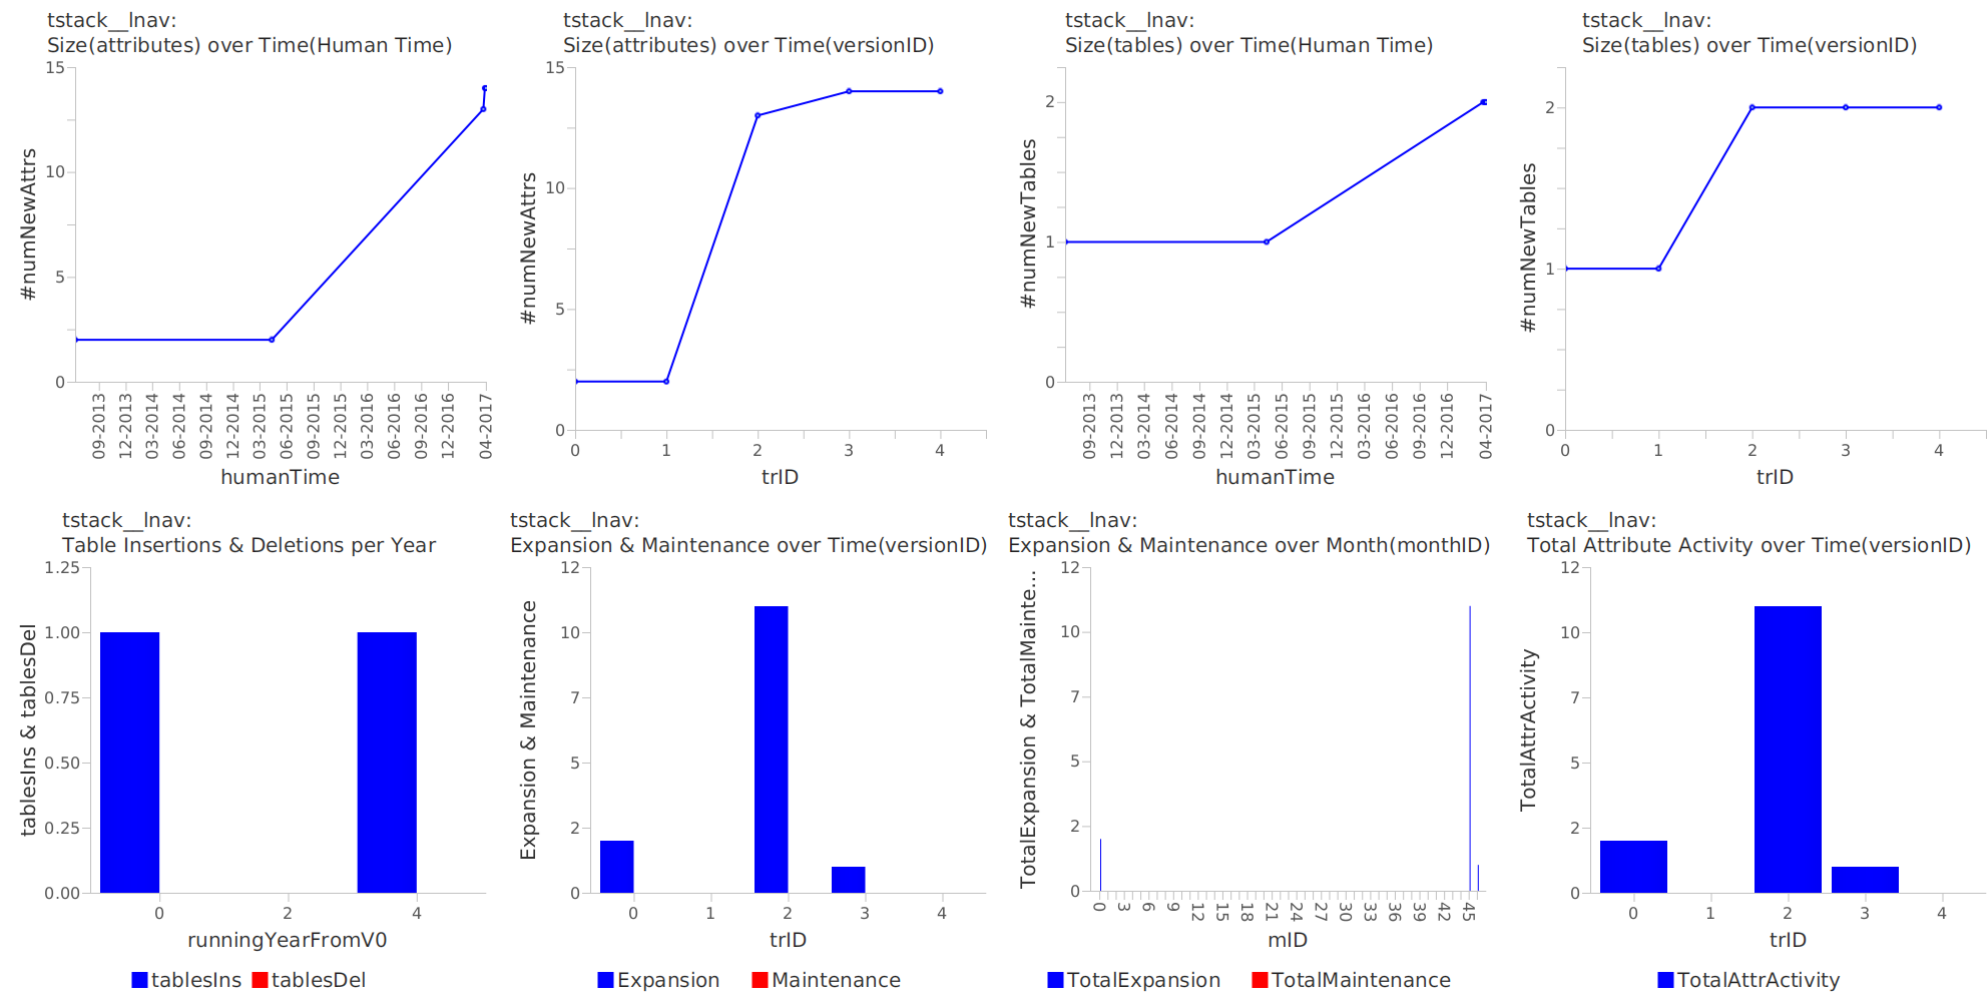 tstack__lnav:
Size(attributes) over Time(Human Time)
15
10
5
0
#numNewAttrs
09-2013
12-2013
03-2014
06-2014
09-2014
12-2014
03-2015
06-2015
09-2015
12-2015
03-2016
06-2016
09-2016
12-2016
04-2017
humanTime
tstack__lnav:
Size(attributes) over Time(versionID)
15
10
5
0
#numNewAttrs
0 1 2 3 4
trID
tstack__lnav:
Size(tables) over Time(Human Time)
2
1
0
#numNewTables
09-2013
12-2013
03-2014
06-2014
09-2014
12-2014
03-2015
06-2015
09-2015
12-2015
03-2016
06-2016
09-2016
12-2016
04-2017
humanTime
tstack__lnav:
Size(tables) over Time(versionID)
2
1
0
#numNewTables
0 1 2 3 4
trID
tstack__lnav:
Table Insertions & Deletions per Year
1.25
1.00
0.75
0.50
0.25
0.00
tablesIns & tablesDel
0 2 4
runningYearFromV0
tablesIns tablesDel
tstack__lnav:
Expansion & Maintenance over Time(versionID)
12
10
7
5
2
0
Expansion & Maintenance
0 1 2 3 4
trID
Expansion Maintenance
tstack__lnav:
Expansion & Maintenance over Month(monthID)
12
10
7
5
2
0
TotalExpansion & TotalMainte...
0 3 6 9 12 15 18 21 24 27 30 33 36 39 42 45
mID
TotalExpansion TotalMaintenance
tstack__lnav:
Total Attribute Activity over Time(versionID)
12
10
7
5
2
0
TotalAttrActivity
0 1 2 3 4
trID
TotalAttrActivity